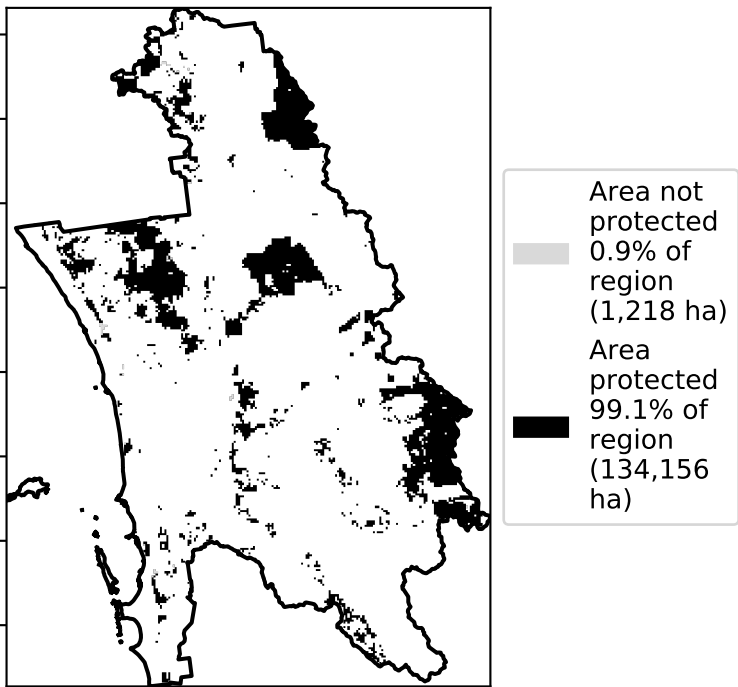 Area not
protected
0.9% of
region
(1,218 ha)
Area
protected
99.1% of
region
(134,156
ha)